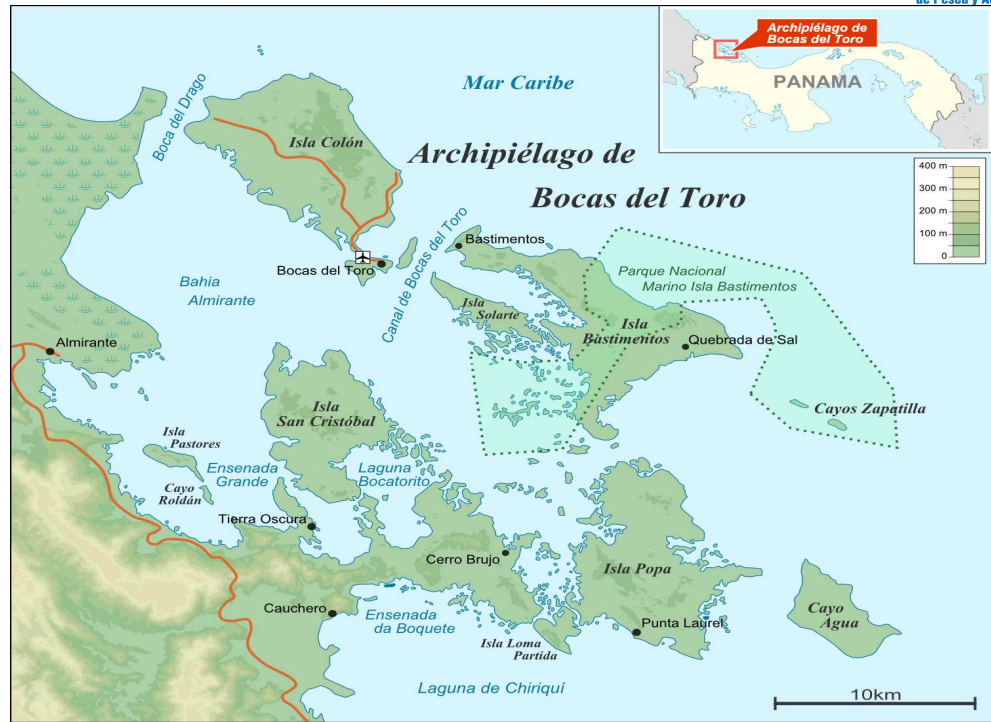 de Pesca y A
Archipiélago de
Bocas del Toro
PANAMA
Mar Caribe
Boca del Drago
Isla Colón
Archipiélago de
Bocas del Toro
400 m
300 m
200 m
100 m
0
Canal de Bocas del Toro
Bastimentos
Bocas del Toro
Parque Nacional
Marino Isla Bastimentos
Bahia
Almirante
Isla
Solarte
Isla
Bastimentos
Quebrada de Sal
Almirante
Isla
San Cristóbal
Cayos Zapatilla
Isla
Pastores
Ensenada
Grande
Laguna
Bocatorito
Cayo
Roldán
Tierra Oscura
Cerro Brujo
Isla Popa
Cauchero
Ensenada
da Boquete
Punta Laurel
Cayo
Agua
Isla Loma
Partida
Laguna de Chiriquí
10km